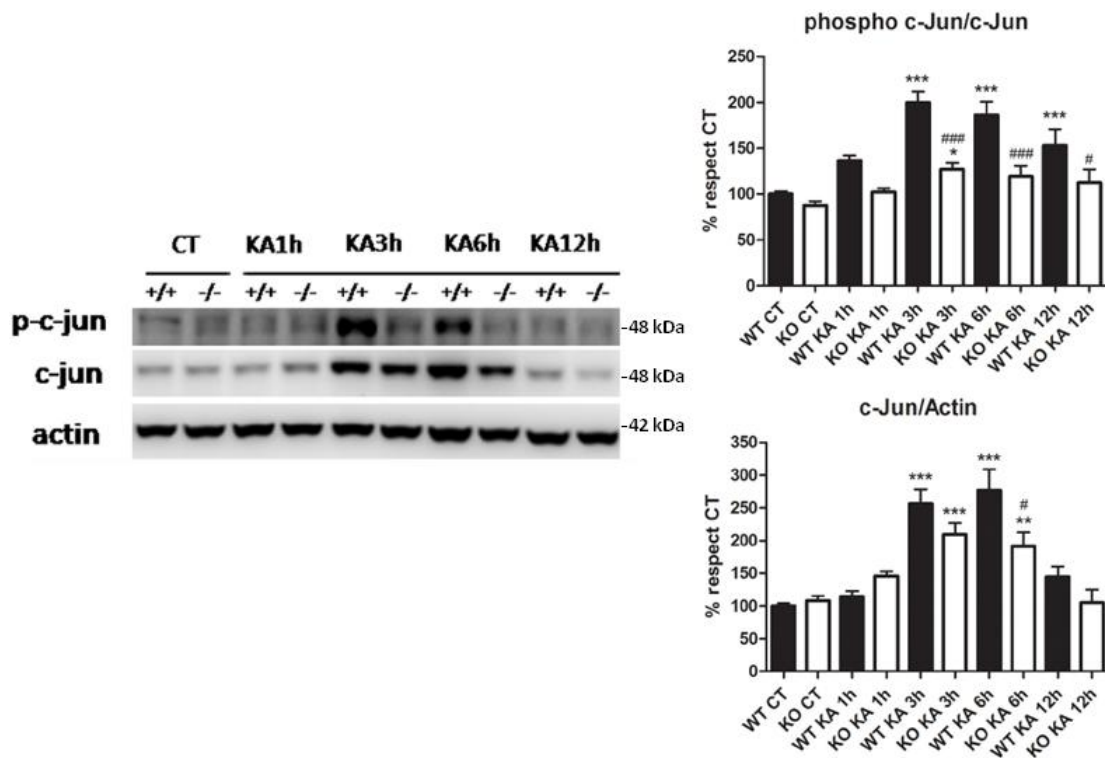 CT KA1h KA3h KA6h KA12h
+/+ -/- +/+ -/- +/+ -/- +/+ -/- +/+ -/-
p-c-jun -48 kDa
c-jun -48 kDa
actin -42 kDa
phospho c-Jun/c-Jun
% respect CT
250
200
150
100
50
0
***
###
*
***
###
***
#
WT CT
KO CT
WT KA 1h
KO KA 1h
WT KA 3h
KO KA 3h
WT KA 6h
KO KA 6h
WT KA 12h
KO KA 12h
c-Jun/Actin
% respect CT
350
300
250
200
150
100
50
0
***
***
***
#
**
WT CT
KO CT
WT KA 1h
KO KA 1h
WT KA 3h
KO KA 3h
WT KA 6h
KO KA 6h
WT KA 12h
KO KA 12h